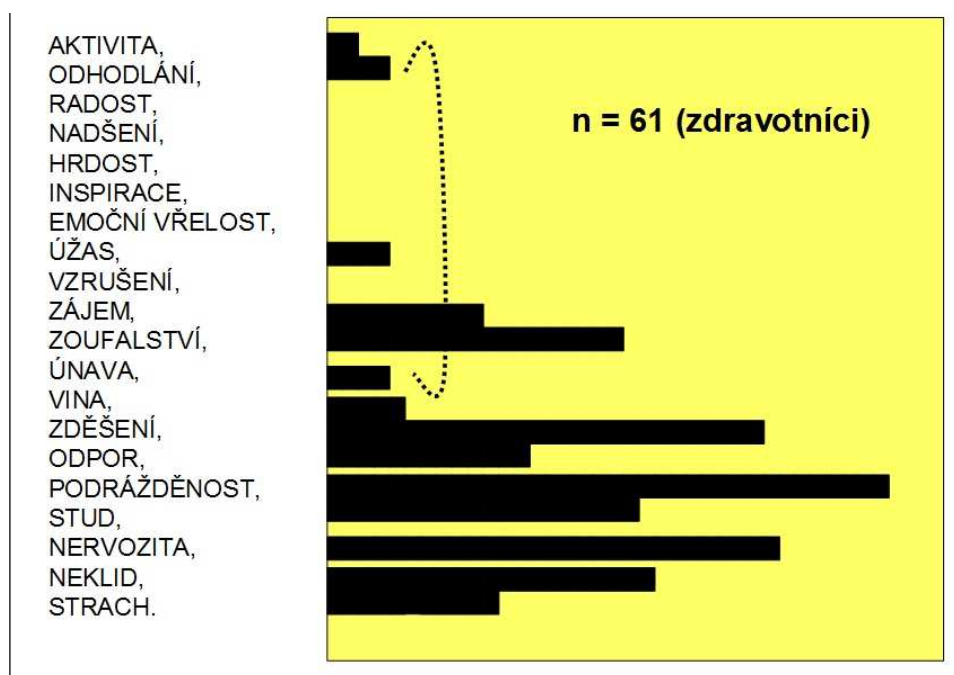 AKTIVITA,
ODHODLÁNÍ,
RADOST,
NADŠENÍ,
HRDOST,
INSPIRACE,
EMOČNÍ VŘELOST,
ÚŽAS,
VZRUŠENÍ,
ZÁJEM,
ZOUFALSTVÍ,
ÚNAVA,
VINA,
ZDĚŠENÍ,
ODPOR,
PODRÁŽDĚNOST,
STUD,
NERVOZITA,
NEKLID,
STRACH.
n = 61 (zdravotníci)